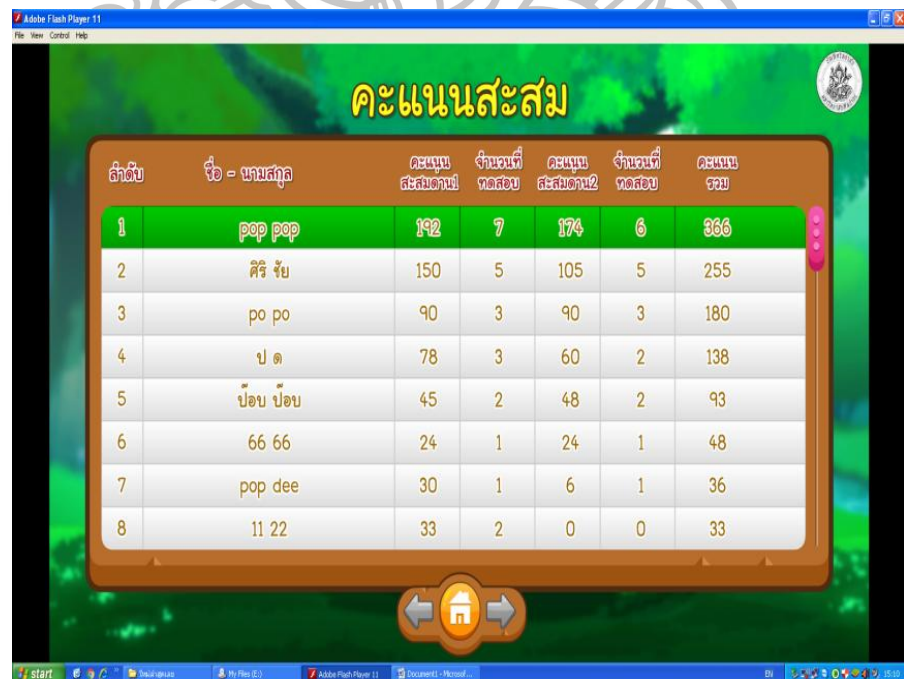 Adobe Flash Player 11
File View Control Help
คะแนนสะสม
ลำดับ ชื่อ - นามสกุล คะแนนสะสมด่าน1 จำนวนที่ทดสอบ คะแนนสะสมด่าน2 จำนวนที่ทดสอบ คะแนนรวม
1 pop pop 192 7 174 6 366
2 ศิริ ชัย 150 5 105 5 255
3 po po 90 3 90 3 180
4 ป ด 78 3 60 2 138
5 ป๊อบ ป๊อบ 45 2 48 2 93
6 66 66 24 1 24 1 48
7 pop dee 30 1 6 1 36
8 11 22 33 2 0 0 33
start My Files (E:) Adobe Flash Player 11 Document1 - Microsof... EN 15:10